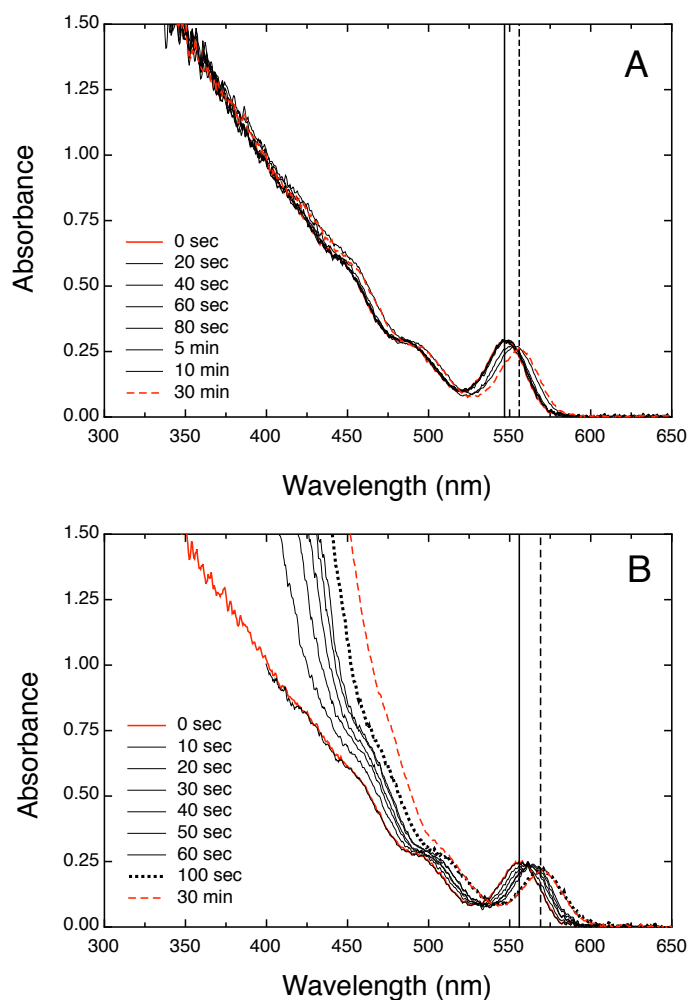 1.50
A
1.25
1.00
Absorbance
0.75
0 sec
20 sec
0.50
40 sec
60 sec
80 sec
0.25
5 min
10 min
30 min
0.00
300 350 400 450 500 550 600 650
Wavelength (nm)
1.50
B
1.25
1.00
Absorbance
0.75
0 sec
10 sec
20 sec
0.50
30 sec
40 sec
50 sec
0.25
60 sec
100 sec
30 min
0.00
300 350 400 450 500 550 600 650
Wavelength (nm)